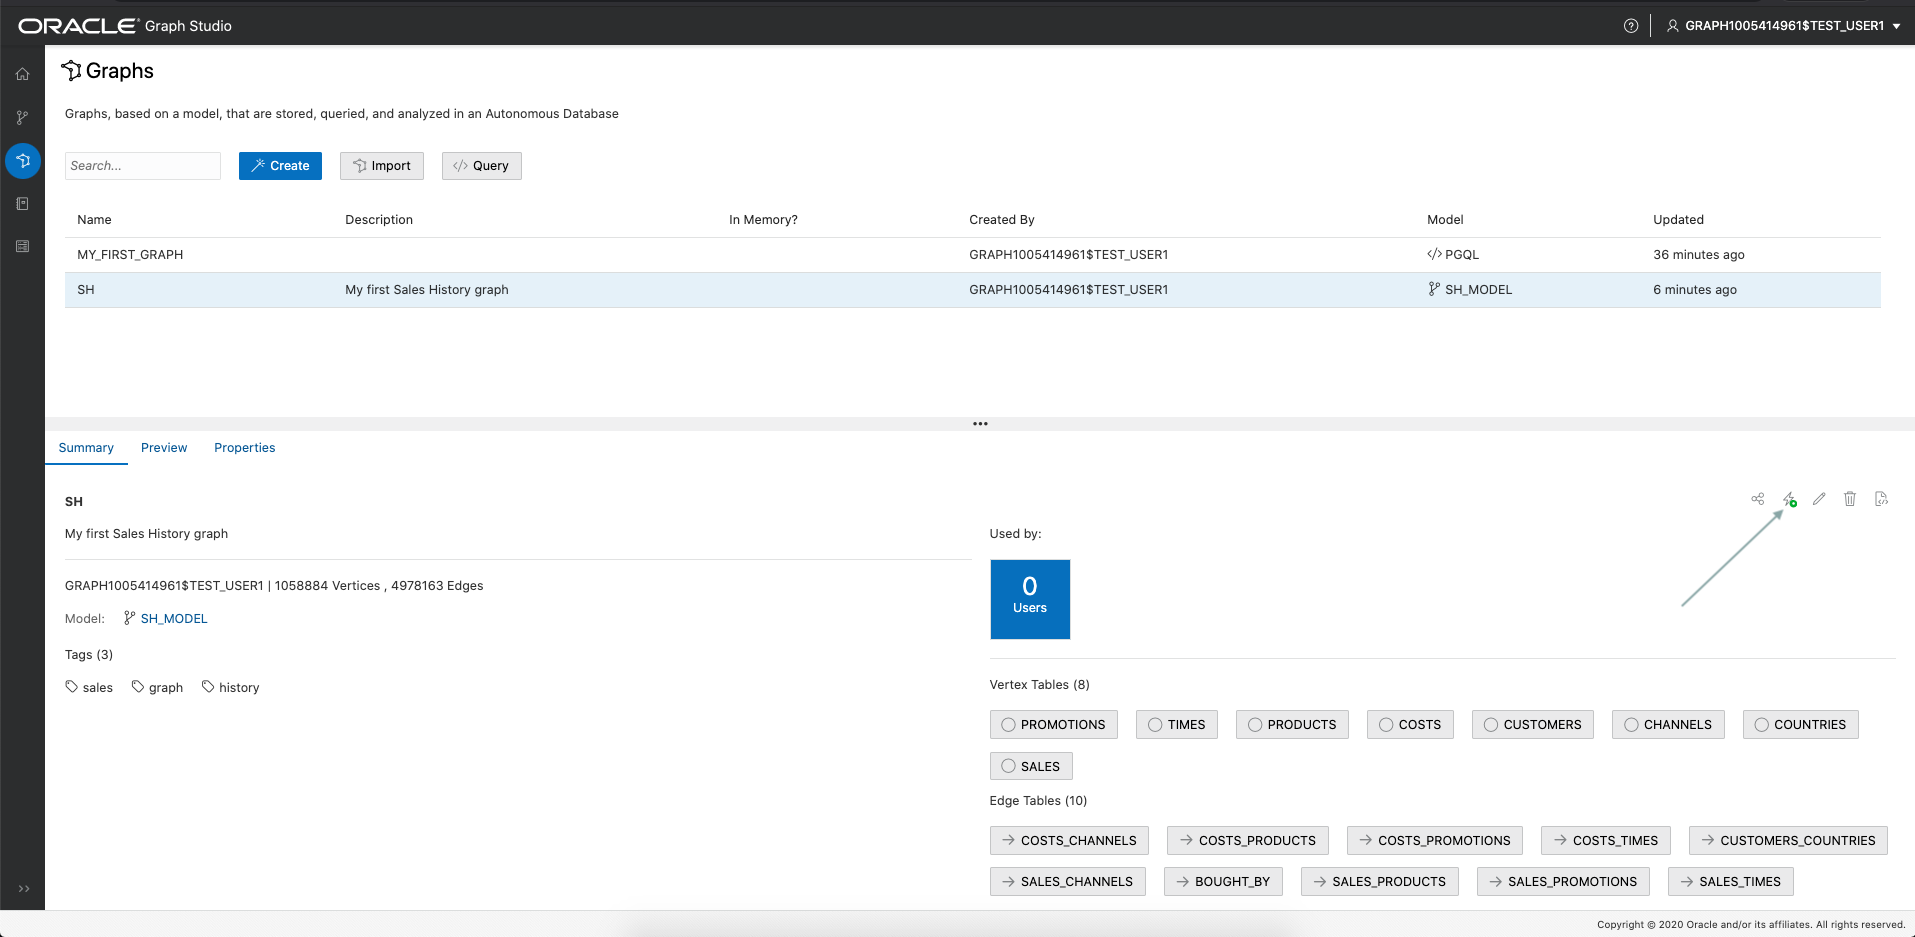 ORACLE® Graph Studio
GRAPH1005414961$TEST_USER1
Graphs
Graphs, based on a model, that are stored, queried, and analyzed in an Autonomous Database
Search... Create Import </> Query
Name Description In Memory? Created By Model Updated
MY_FIRST_GRAPH GRAPH1005414961$TEST_USER1 </> PGQL 36 minutes ago
SH My first Sales History graph GRAPH1005414961$TEST_USER1 SH_MODEL 6 minutes ago
Summary Preview Properties
SH
My first Sales History graph
GRAPH1005414961$TEST_USER1 | 1058884 Vertices , 4978163 Edges
Model: SH_MODEL
Tags (3)
sales graph history
Used by:
0
Users
Vertex Tables (8)
PROMOTIONS TIMES PRODUCTS COSTS CUSTOMERS CHANNELS COUNTRIES
SALES
Edge Tables (10)
COSTS_CHANNELS COSTS_PRODUCTS COSTS_PROMOTIONS COSTS_TIMES CUSTOMERS_COUNTRIES
SALES_CHANNELS BOUGHT_BY SALES_PRODUCTS SALES_PROMOTIONS SALES_TIMES
Copyright © 2020 Oracle and/or its affiliates. All rights reserved.